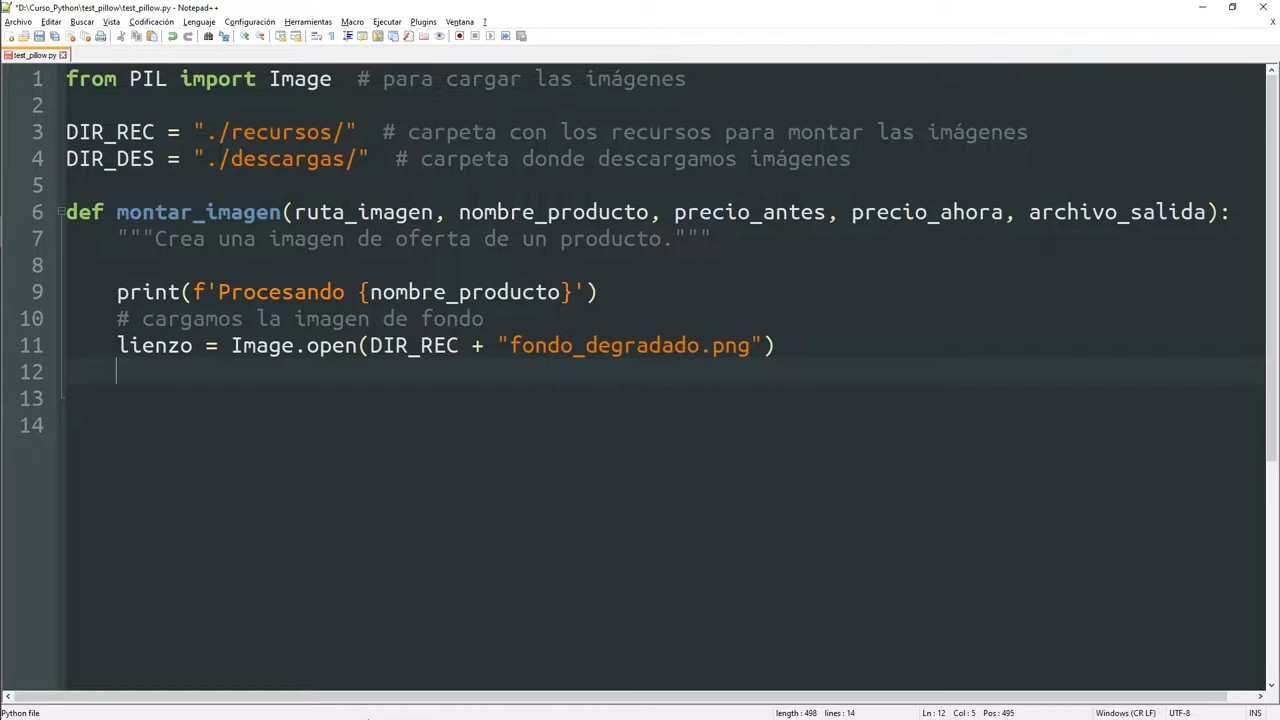 *D:\Curso_Python\test_pillow\test_pillow.py - Notepad++
Archivo Editar Buscar Vista Codificación Lenguaje Configuración Herramientas Macro Ejecutar Plugins Ventana ?
test_pillow.py
1 from PIL import Image  # para cargar las imágenes
2
3 DIR_REC = "./recursos/"  # carpeta con los recursos para montar las imágenes
4 DIR_DES = "./descargas/"  # carpeta donde descargamos imágenes
5
6 def montar_imagen(ruta_imagen, nombre_producto, precio_antes, precio_ahora, archivo_salida):
7     """Crea una imagen de oferta de un producto."""
8
9     print(f'Procesando {nombre_producto}')
10     # cargamos la imagen de fondo
11     lienzo = Image.open(DIR_REC + "fondo_degradado.png")
12
13
14
Python file length : 498 lines : 14 Ln : 12 Col : 5 Pos : 495 Windows (CR LF) UTF-8 INS